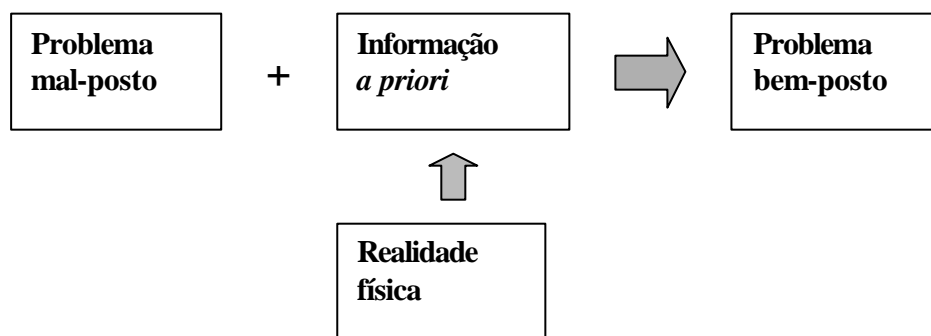 Problema
mal-posto
+
Informação
a priori
Problema
bem-posto
Realidade
física